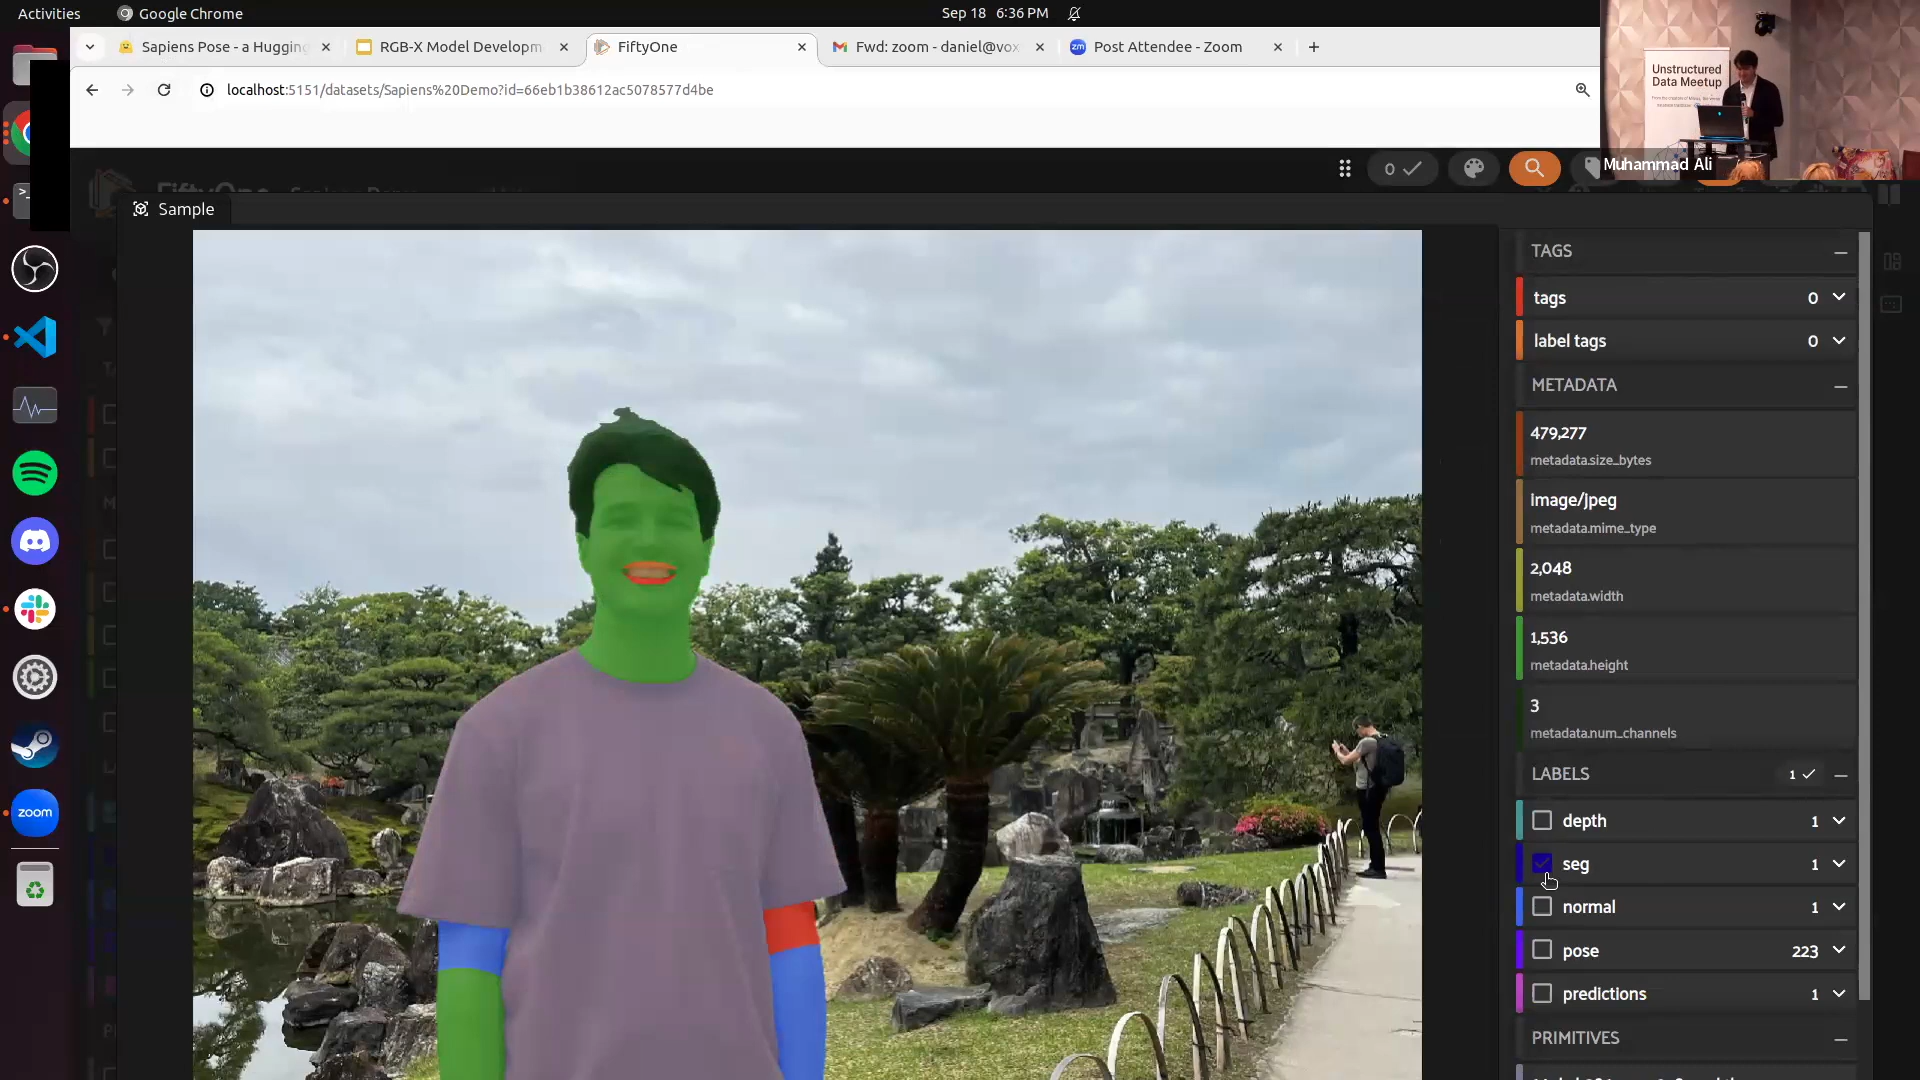 Activities
Google Chrome
Sep 18 6:36 PM
Sapiens Pose - a Hugging
RGB-X Model Developm
FiftyOne
Fwd: zoom - daniel@vox
Post Attendee - Zoom
localhost:5151/datasets/Sapiens%20Demo?id=66eb1b38612ac5078577d4be
Unstructured
Data Meetup
Muhammad Ali
0
FiftyOne
Sample
TAGS
tags 0
label tags 0
METADATA
479,277
metadata.size_bytes
image/jpeg
metadata.mime_type
2,048
metadata.width
1,536
metadata.height
3
metadata.num_channels
LABELS 1
depth 1
seg 1
normal 1
pose 223
predictions 1
PRIMITIVES
zoom